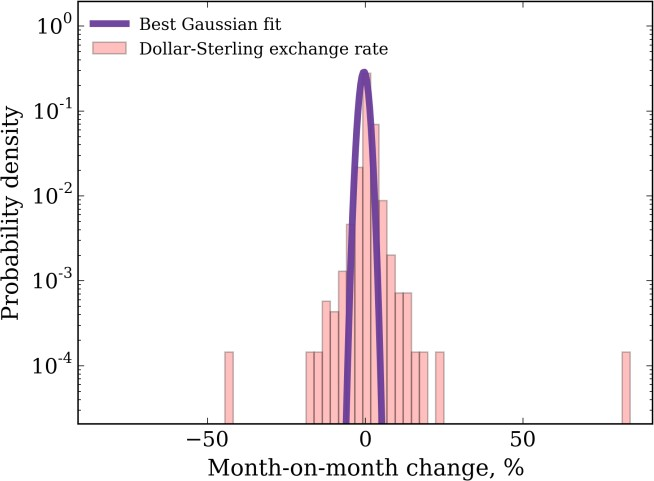 Best Gaussian fit
Dollar-Sterling exchange rate
Probability density
10^0
10^-1
10^-2
10^-3
10^-4
−50 0 50
Month-on-month change, %